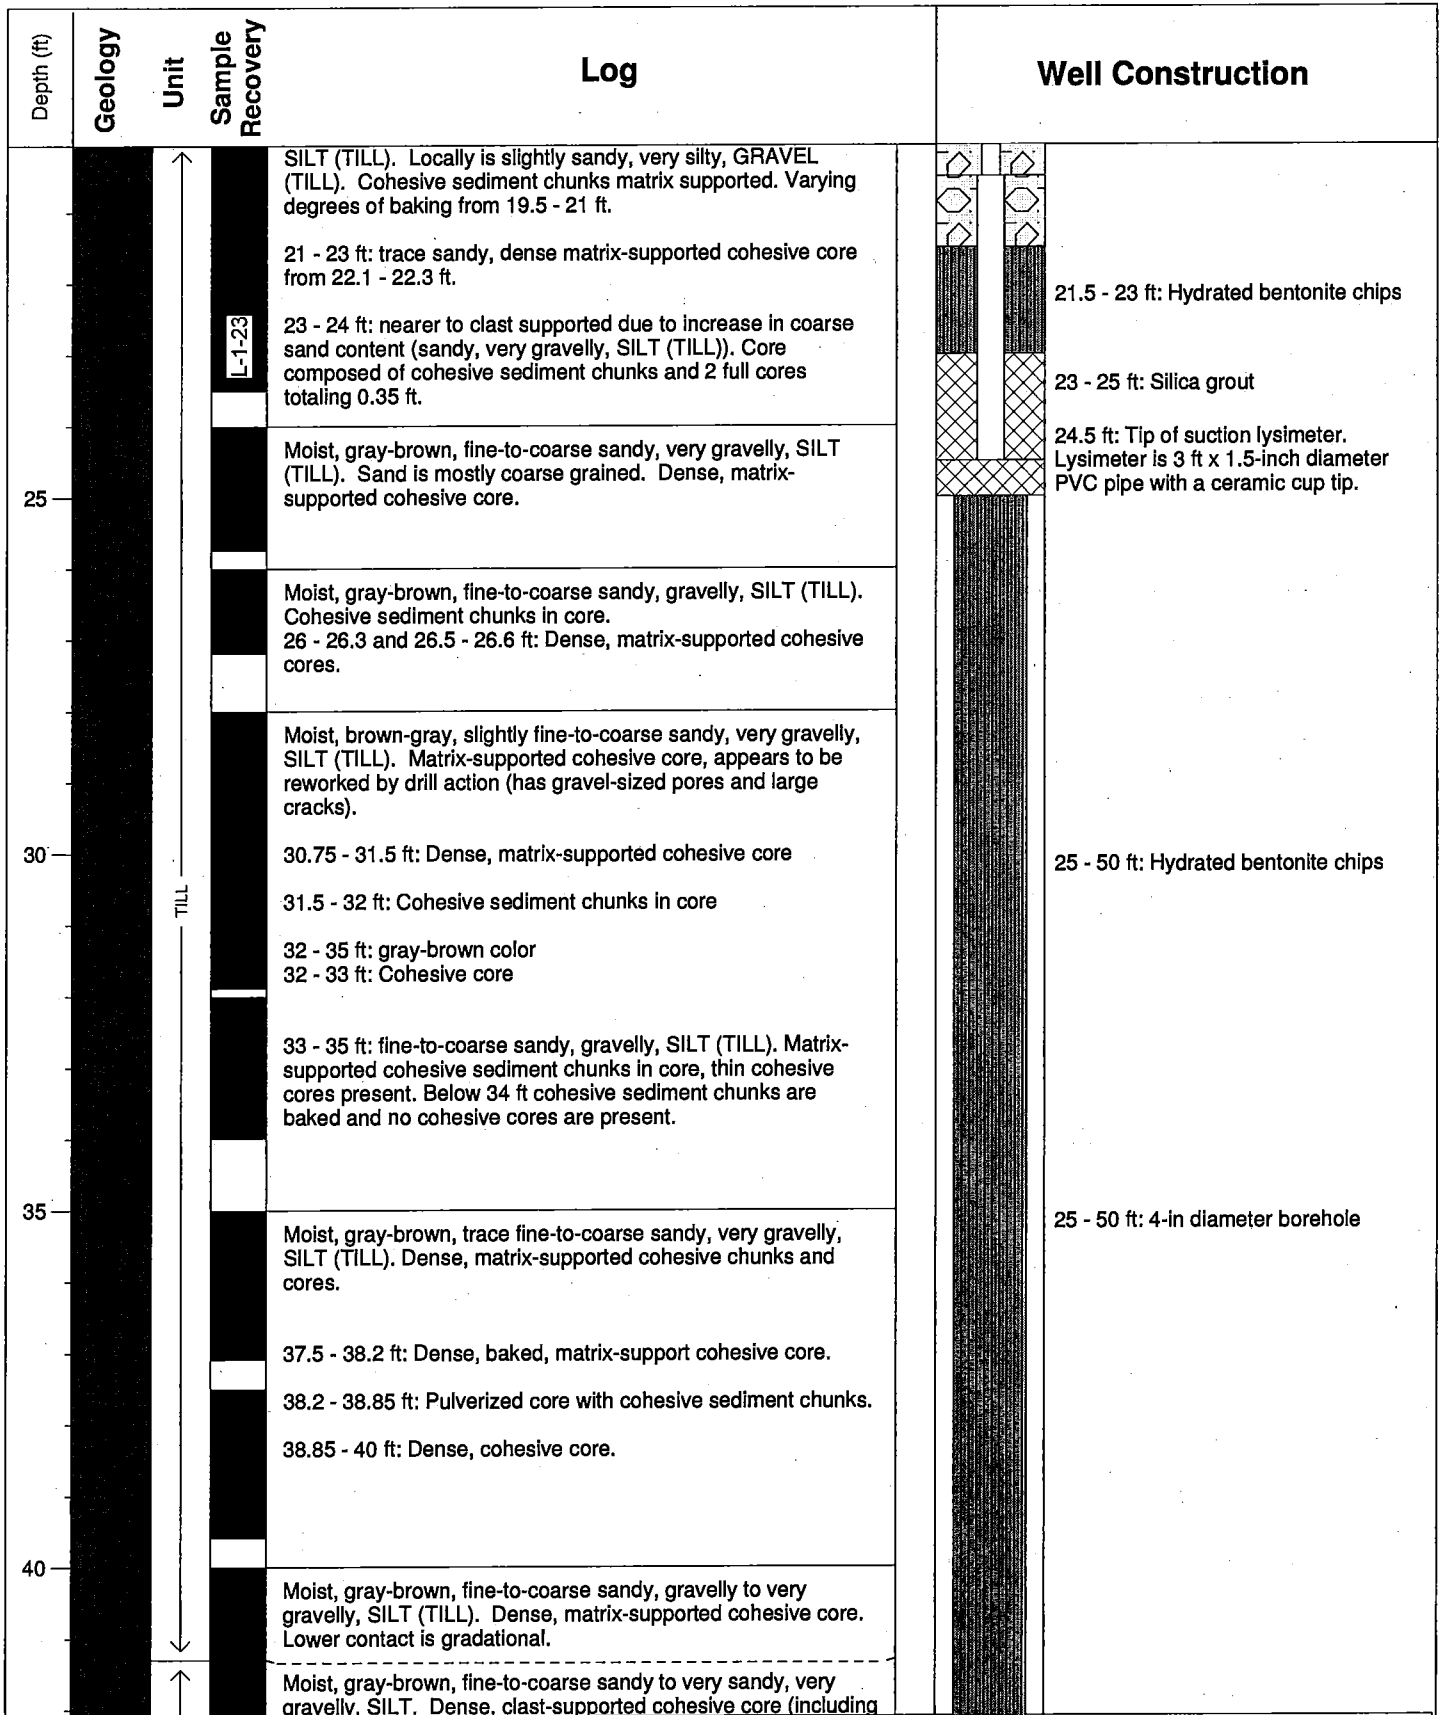 Depth (ft)
Geology
Unit
Sample
Recovery
Log
Well Construction
SILT (TILL). Locally is slightly sandy, very silty, GRAVEL
(TILL). Cohesive sediment chunks matrix supported. Varying
degrees of baking from 19.5 - 21 ft.
21 - 23 ft: trace sandy, dense matrix-supported cohesive core
from 22.1 - 22.3 ft.
21.5 - 23 ft: Hydrated bentonite chips
L-1-23
23 - 24 ft: nearer to clast supported due to increase in coarse
sand content (sandy, very gravelly, SILT (TILL)). Core
composed of cohesive sediment chunks and 2 full cores
totaling 0.35 ft.
23 - 25 ft: Silica grout
24.5 ft: Tip of suction lysimeter.
Lysimeter is 3 ft x 1.5-inch diameter
PVC pipe with a ceramic cup tip.
Moist, gray-brown, fine-to-coarse sandy, very gravelly, SILT
(TILL). Sand is mostly coarse grained. Dense, matrix-
supported cohesive core.
25
Moist, gray-brown, fine-to-coarse sandy, gravelly, SILT (TILL).
Cohesive sediment chunks in core.
26 - 26.3 and 26.5 - 26.6 ft: Dense, matrix-supported cohesive
cores.
Moist, brown-gray, slightly fine-to-coarse sandy, very gravelly,
SILT (TILL). Matrix-supported cohesive core, appears to be
reworked by drill action (has gravel-sized pores and large
cracks).
30
30.75 - 31.5 ft: Dense, matrix-supported cohesive core
25 - 50 ft: Hydrated bentonite chips
TILL
31.5 - 32 ft: Cohesive sediment chunks in core
32 - 35 ft: gray-brown color
32 - 33 ft: Cohesive core
33 - 35 ft: fine-to-coarse sandy, gravelly, SILT (TILL). Matrix-
supported cohesive sediment chunks in core, thin cohesive
cores present. Below 34 ft cohesive sediment chunks are
baked and no cohesive cores are present.
35
25 - 50 ft: 4-in diameter borehole
Moist, gray-brown, trace fine-to-coarse sandy, very gravelly,
SILT (TILL). Dense, matrix-supported cohesive chunks and
cores.
37.5 - 38.2 ft: Dense, baked, matrix-support cohesive core.
38.2 - 38.85 ft: Pulverized core with cohesive sediment chunks.
38.85 - 40 ft: Dense, cohesive core.
40
Moist, gray-brown, fine-to-coarse sandy, gravelly to very
gravelly, SILT (TILL). Dense, matrix-supported cohesive core.
Lower contact is gradational.
Moist, gray-brown, fine-to-coarse sandy to very sandy, very
gravelly, SILT. Dense, clast-supported cohesive core (including